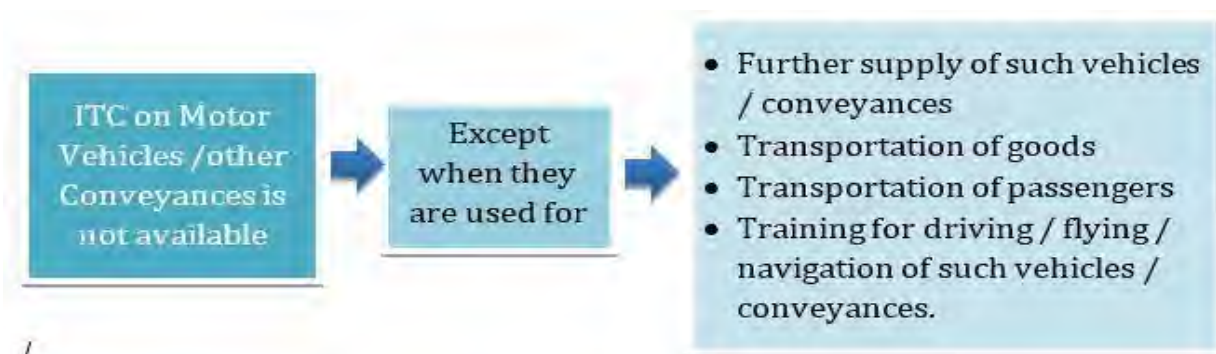 ITC on Motor
Vehicles /other
Conveyances is
not available
Except
when they
are used for
• Further supply of such vehicles
/ conveyances
• Transportation of goods
• Transportation of passengers
• Training for driving / flying /
navigation of such vehicles /
conveyances.
/